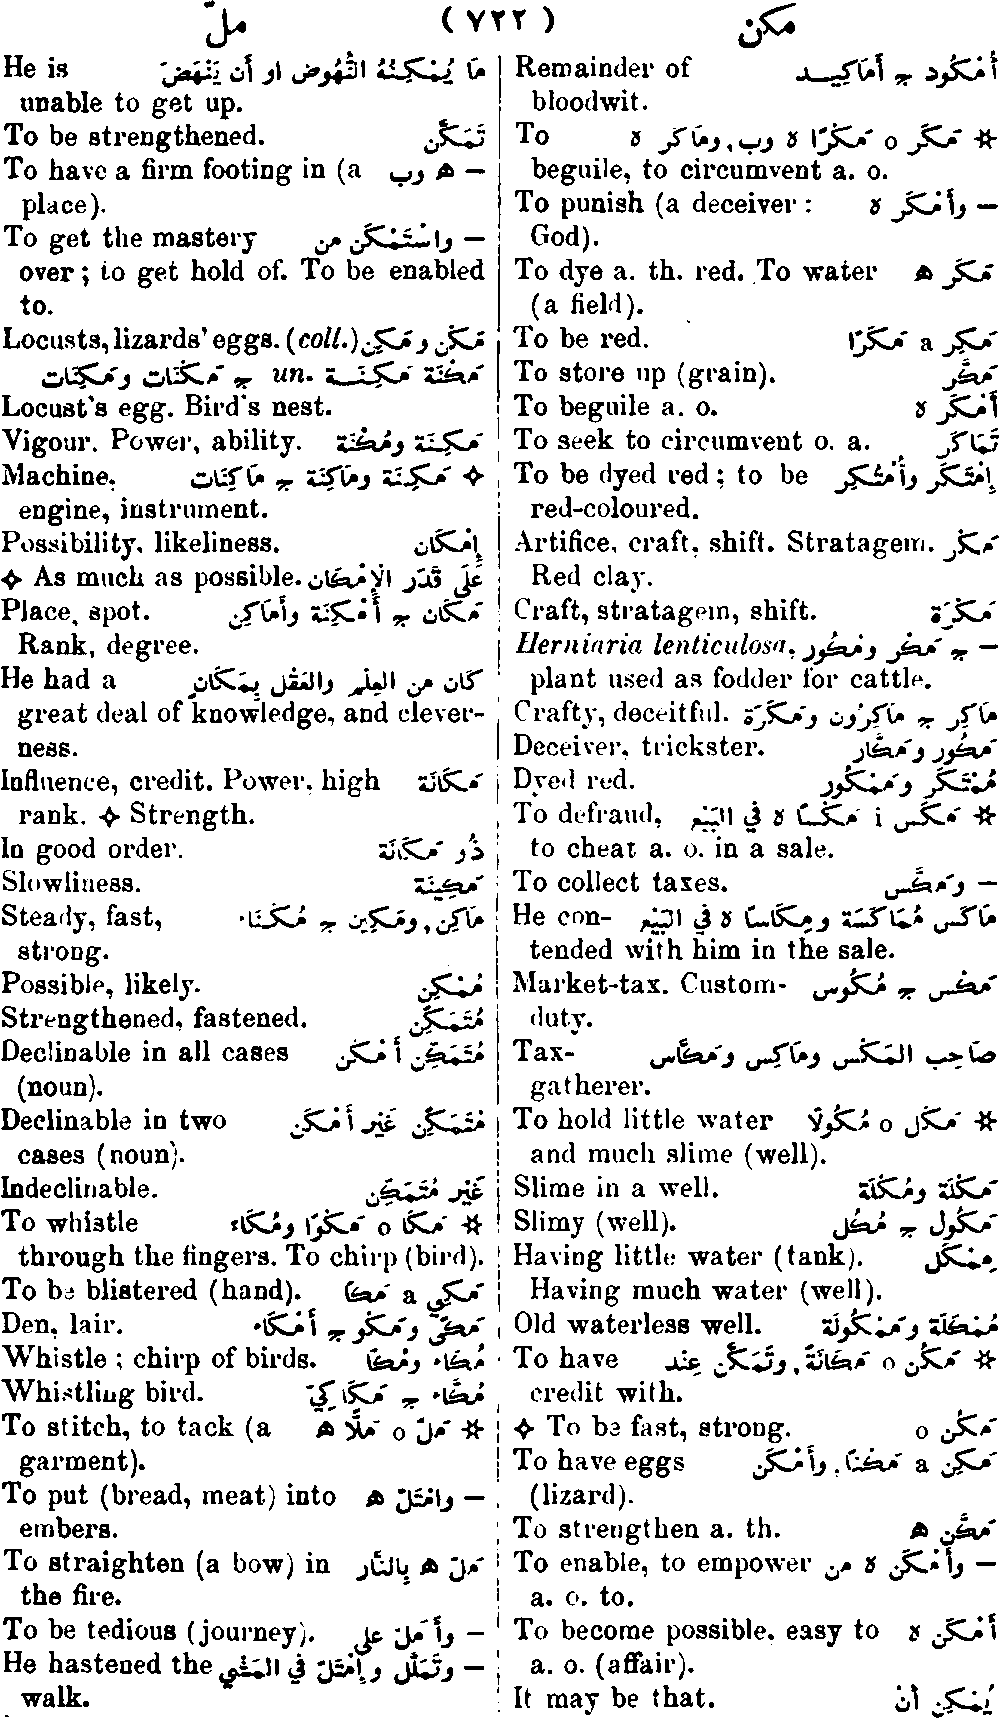 ملّ ( ٧٢٢ ) مكن
Remainder of أُمْكُود ج أَمَاكِيـد
bloodwit.
To ✲ مَكَر o مَكْرًا ه وب, ومَاكَر ه
beguile, to circumvent a. o.
To punish (a deceiver : — وأَمْكَر ه
God).
To dye a. th. red. To water مَكَر ه
(a field).
To be red. مَكِر a مَكَرًا
To store up (grain). مَكَّر
To beguile a. o. أَمْكَر ه
To seek to circumvent o. a. تَمَاكَر
To be dyed red ; to be إِمْتَكَر وأَمْتُكِر
red-coloured.
Artifice, craft, shift. Stratagem. مَكْر
Red clay.
Craft, stratagem, shift. مَكْرَة
Herniaria lenticulosa, — ج مَكْر ومُكُور
plant used as fodder for cattle.
Crafty, deceitful. مَاكِر ج مَاكِرُون ومَكَرَة
Deceiver, trickster. مَكُور ومَكَّار
Dyed red. مُمْتَكَر ومَمْكُور
To defraud, ✲ مَكَس i مَكْسًا ه في البَيْع
to cheat a. o. in a sale.
To collect taxes. — ومَكَّس
He con- مَاكَس مُمَاكَسَة ومِكَاسًا ه في البَيْع
tended with him in the sale.
Market-tax. Custom- مَكْس ج مُكُوس
duty.
Tax- صَاحِب المَكْس ومَاكِس ومَكَّاس
gatherer.
To hold little water ✲ مَكَل o مُكُولًا
and much slime (well).
Slime in a well. مَكْلَة ومُكْلَة
Slimy (well). مَكُول ج مُكُل
Having little water (tank). مِمْكَل
Having much water (well).
Old waterless well. مُمْكَلَة ومَمْكُولَة
To have ✲ مَكُن o مَكَانَةً, وتَمَكَّن عِند
credit with.
✧ To be fast, strong. مَكُن o
To have eggs مَكِن a مَكْنًا, وأَمْكَن
(lizard).
To strengthen a. th. مَكَّن ه
To enable, to empower — وأَمْكَن ه من
a. o. to.
To become possible, easy to أَمْكَن ه
a. o. (affair).
It may be that. يُمْكِن أَنْ
He is مَا يُمْكِنُهُ النُّهُوض او أَن يَنْهَضَ
unable to get up.
To be strengthened. تَمَكَّن
To have a firm footing in (a — ه وب
place).
To get the mastery — واسْتَمْكَن من
over ; to get hold of. To be enabled
to.
Locusts, lizards' eggs. (coll.) مَكْن ومَكِن
un. مَكْنَة مَكِنَـة ج مَكْنَات ومَكِنَات
Locust's egg. Bird's nest.
Vigour. Power, ability. مَكِنَة ومُكْنَة
Machine, ✧ مَكِنَة ومَاكِنَة ج مَاكِنَات
engine, instrument.
Possibility, likeliness. إِمْكَان
✧ As much as possible. عَلَى قَدَر الْإِمْكَان
Place, spot. مَكَان ج أَمْكِنَة وأَمَاكِن
Rank, degree.
He had a كَان من العِلْم والعَقْل بِمَكَان
great deal of knowledge, and clever-
ness.
Influence, credit. Power, high مَكَانَة
rank. ✧ Strength.
In good order. ذُو مَكَانَة
Slowliness. مَكِينَة
Steady, fast, مَاكِن, ومَكِين ج مُكَنَاء
strong.
Possible, likely. مُمْكِن
Strengthened, fastened. مُتَمَكِّن
Declinable in all cases مُتَمَكِّن أَمْكَن
(noun).
Declinable in two مُتَمَكِّن غَيْر أَمْكَن
cases (noun).
Indeclinable. غَيْر مُتَمَكِّن
To whistle ✲ مَكَا o مَكْوًا ومُكَاء
through the fingers. To chirp (bird).
To be blistered (hand). مَكِي a مَكًا
Den, lair. مَكًى ومَكْو ج أَمْكَاء
Whistle ; chirp of birds. مُكَاء ومُكًا
Whistling bird. مُكَّاء ج مَكَاكِيّ
To stitch, to tack (a ✲ مَلّ o مَلًّا ه
garment).
To put (bread, meat) into — وامْتَلّ ه
embers.
To straighten (a bow) in مَلّ ه بِالنَّار
the fire.
To be tedious (journey). — وأَمَلّ على
He hastened the — وتَمَلَّل وإِمْتَلّ في المَشْي
walk.